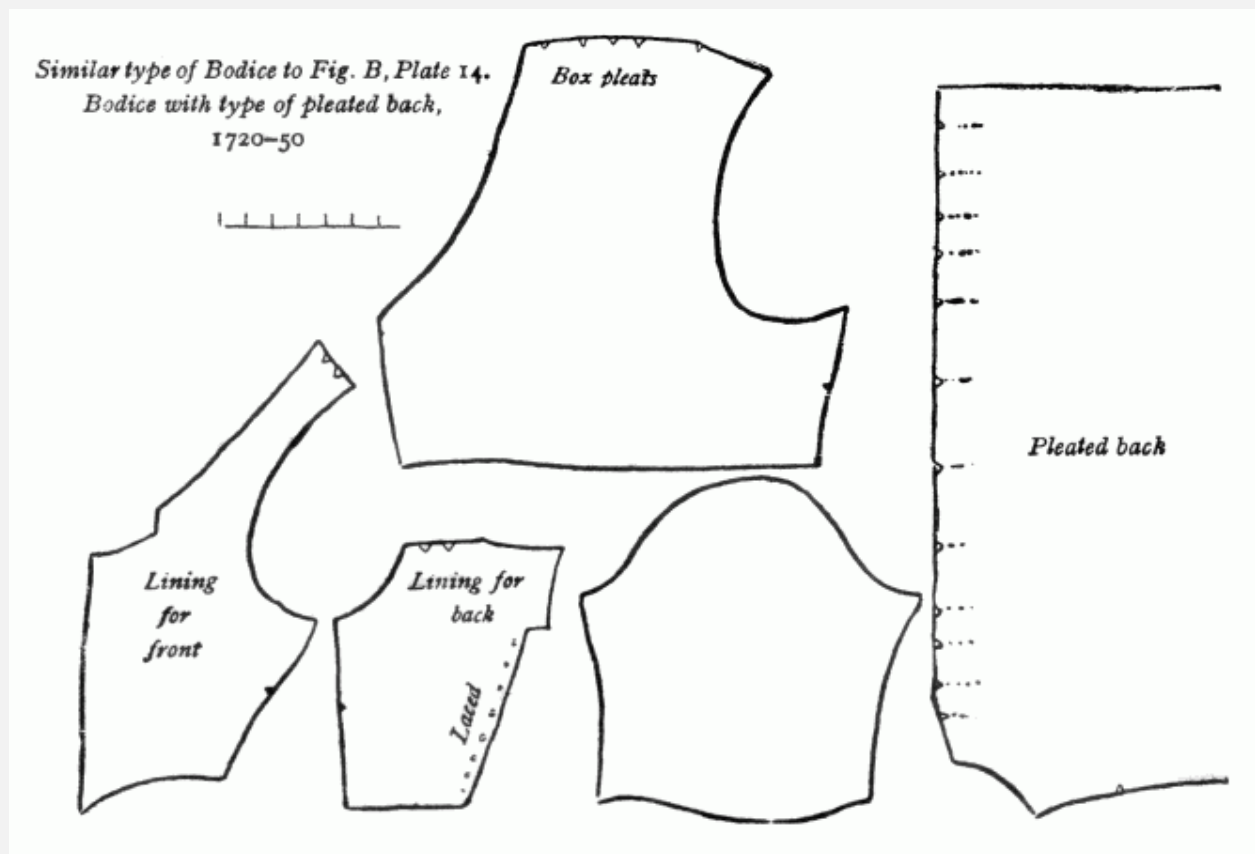 Similar type of Bodice to Fig. B, Plate 14.
Bodice with type of pleated back,
1720–50
Box pleats
Pleated back
Lining
for
front
Lining for
back
Laced